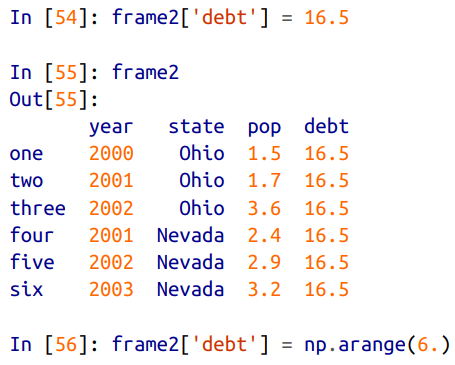 In [54]: frame2['debt'] = 16.5
In [55]: frame2
Out[55]:
year state pop debt
one 2000 Ohio 1.5 16.5
two 2001 Ohio 1.7 16.5
three 2002 Ohio 3.6 16.5
four 2001 Nevada 2.4 16.5
five 2002 Nevada 2.9 16.5
six 2003 Nevada 3.2 16.5
In [56]: frame2['debt'] = np.arange(6.)